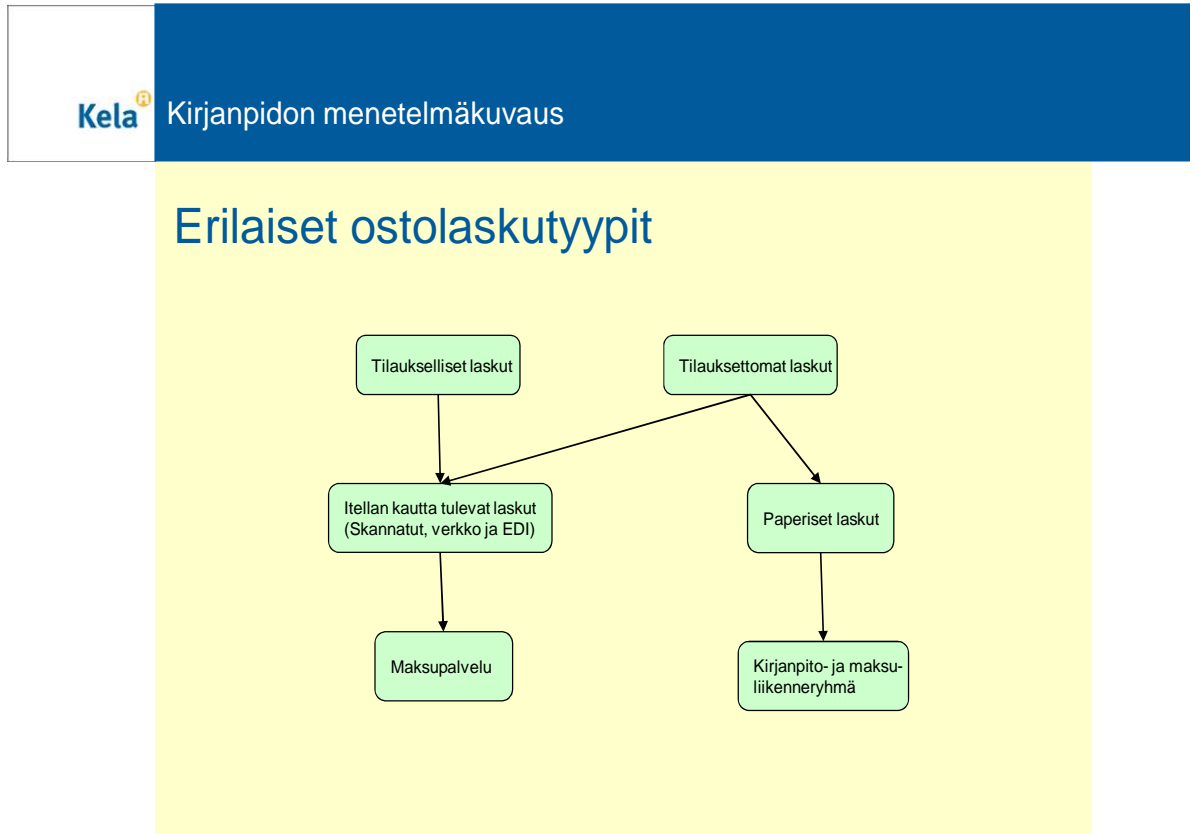 Kela
Kirjanpidon menetelmäkuvaus
Erilaiset ostolaskutyypit
Tilaukselliset laskut
Tilauksettomat laskut
Itellan kautta tulevat laskut
(Skannatut, verkko ja EDI)
Paperiset laskut
Maksupalvelu
Kirjanpito- ja maksu-
liikenneryhmä